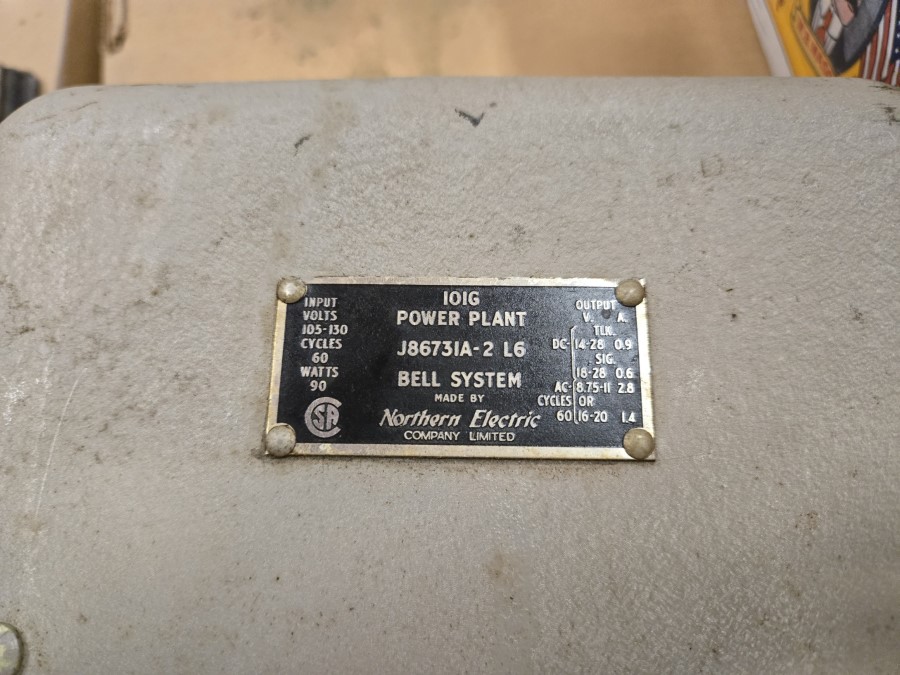 INPUT
VOLTS
105-130
CYCLES
60
WATTS
90
CSA
101G
POWER PLANT
J86731A-2 L6
BELL SYSTEM
MADE BY
Northern Electric
COMPANY LIMITED
OUTPUT
V. A.
TLK.
DC- 14-28 0.9
SIG.
18-28 0.6
AC- 8.75-11 2.8
CYCLES OR
60 16-20 1.4